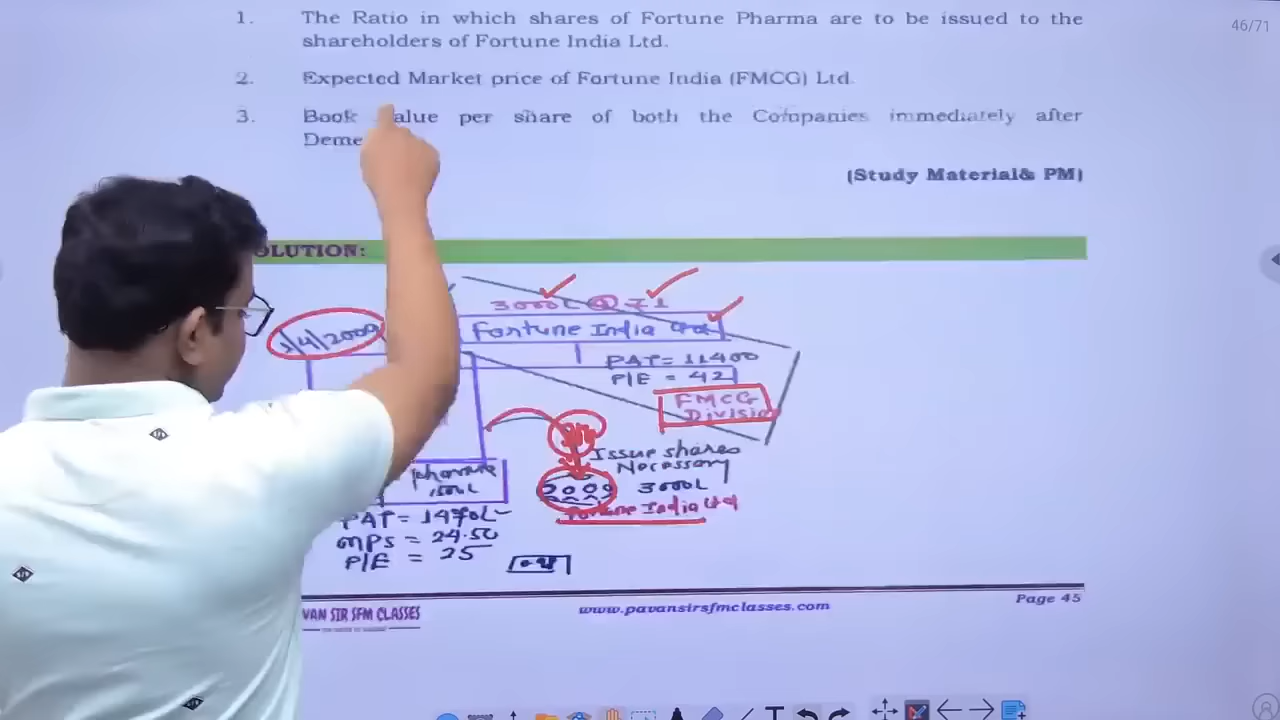 46/71
1. The Ratio in which shares of Fortune Pharma are to be issued to the
shareholders of Fortune India Ltd.
2. Expected Market price of Fortune India (FMCG) Ltd.
3. Book alue per share of both the Companies immediately after
Deme
(Study Material& PM)
OLUTION:
3000L @ ₹1
1/4/2009
Fortune India Ltd
PAT = 11400
P/E = 42
FMCG
Division
Issue shares
Necessary
3000L
Fortune India Ltd
pharma
PAT = 1470L
MPS = 24.50
P/E = 25
VAN SIR SFM CLASSES
www.pavansirsfmclasses.com
Page 45